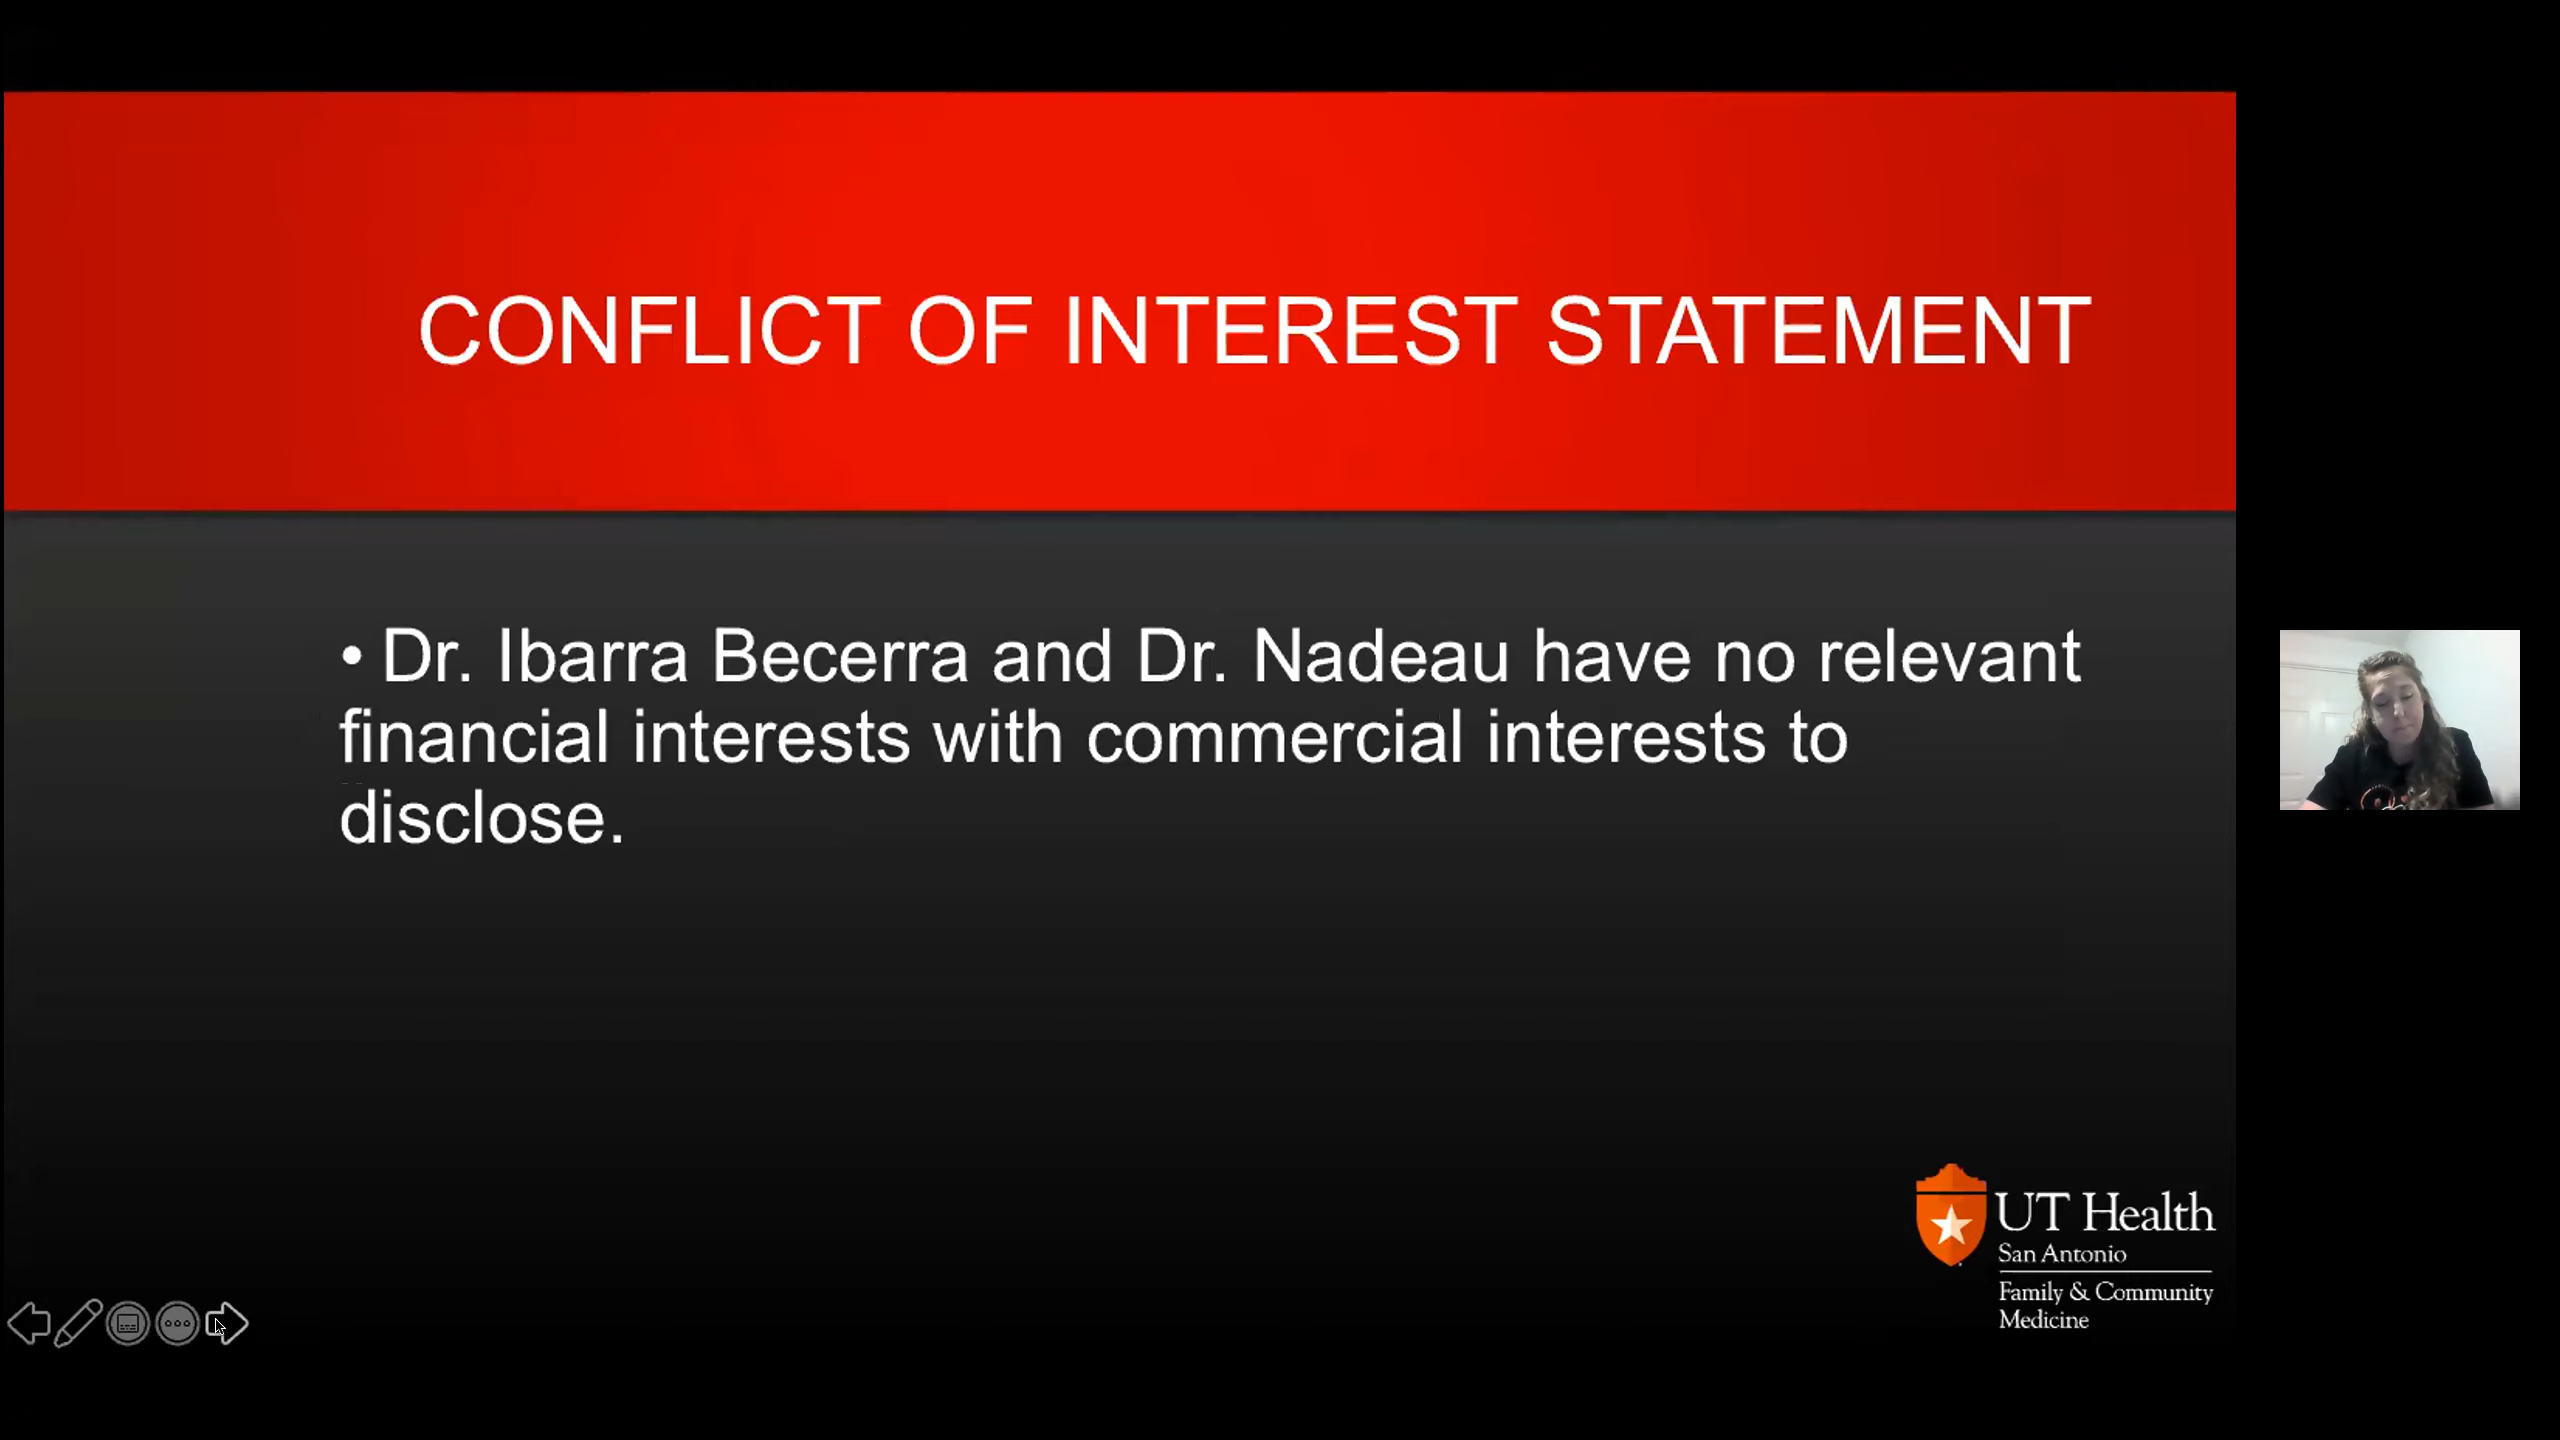 CONFLICT OF INTEREST STATEMENT
• Dr. Ibarra Becerra and Dr. Nadeau have no relevant
financial interests with commercial interests to
disclose.
UT Health
San Antonio
Family & Community
Medicine